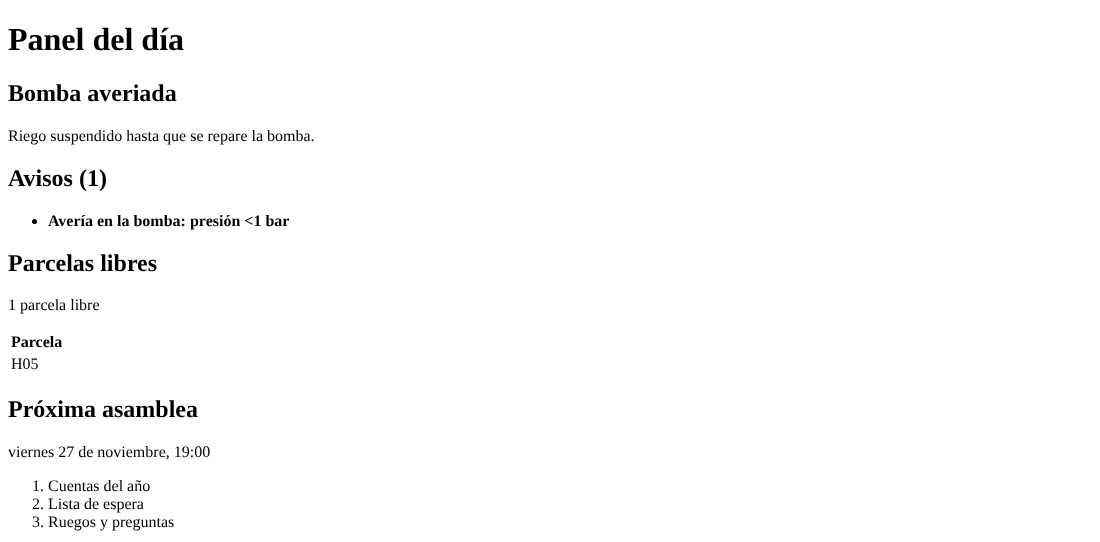 Panel del día
Bomba averiada
Riego suspendido hasta que se repare la bomba.
Avisos (1)
• Avería en la bomba: presión <1 bar
Parcelas libres
1 parcela libre
Parcela
H05
Próxima asamblea
viernes 27 de noviembre, 19:00
1. Cuentas del año
2. Lista de espera
3. Ruegos y preguntas